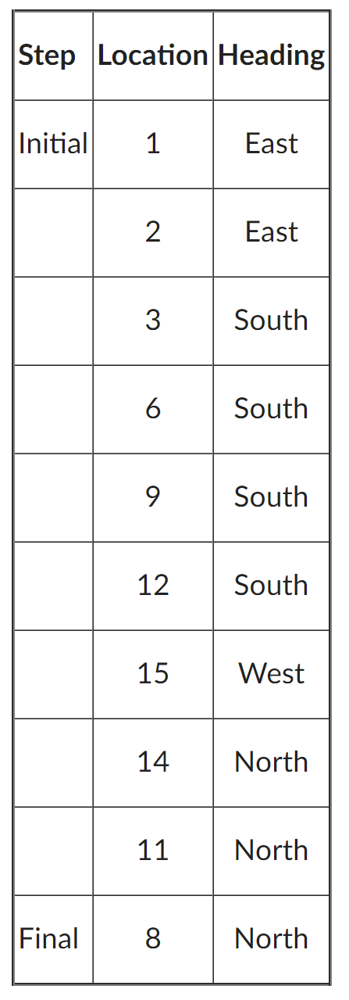 Step Location Heading
Initial 1 East
2 East
3 South
6 South
9 South
12 South
15 West
14 North
11 North
Final 8 North